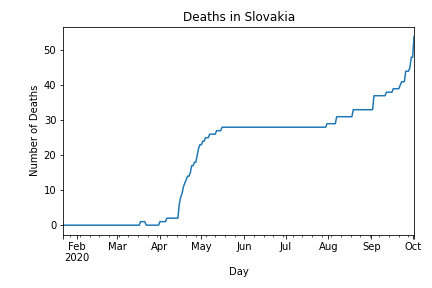 Deaths in Slovakia
Number of Deaths
50
40
30
20
10
0
Feb Mar Apr May Jun Jul Aug Sep Oct
2020
Day